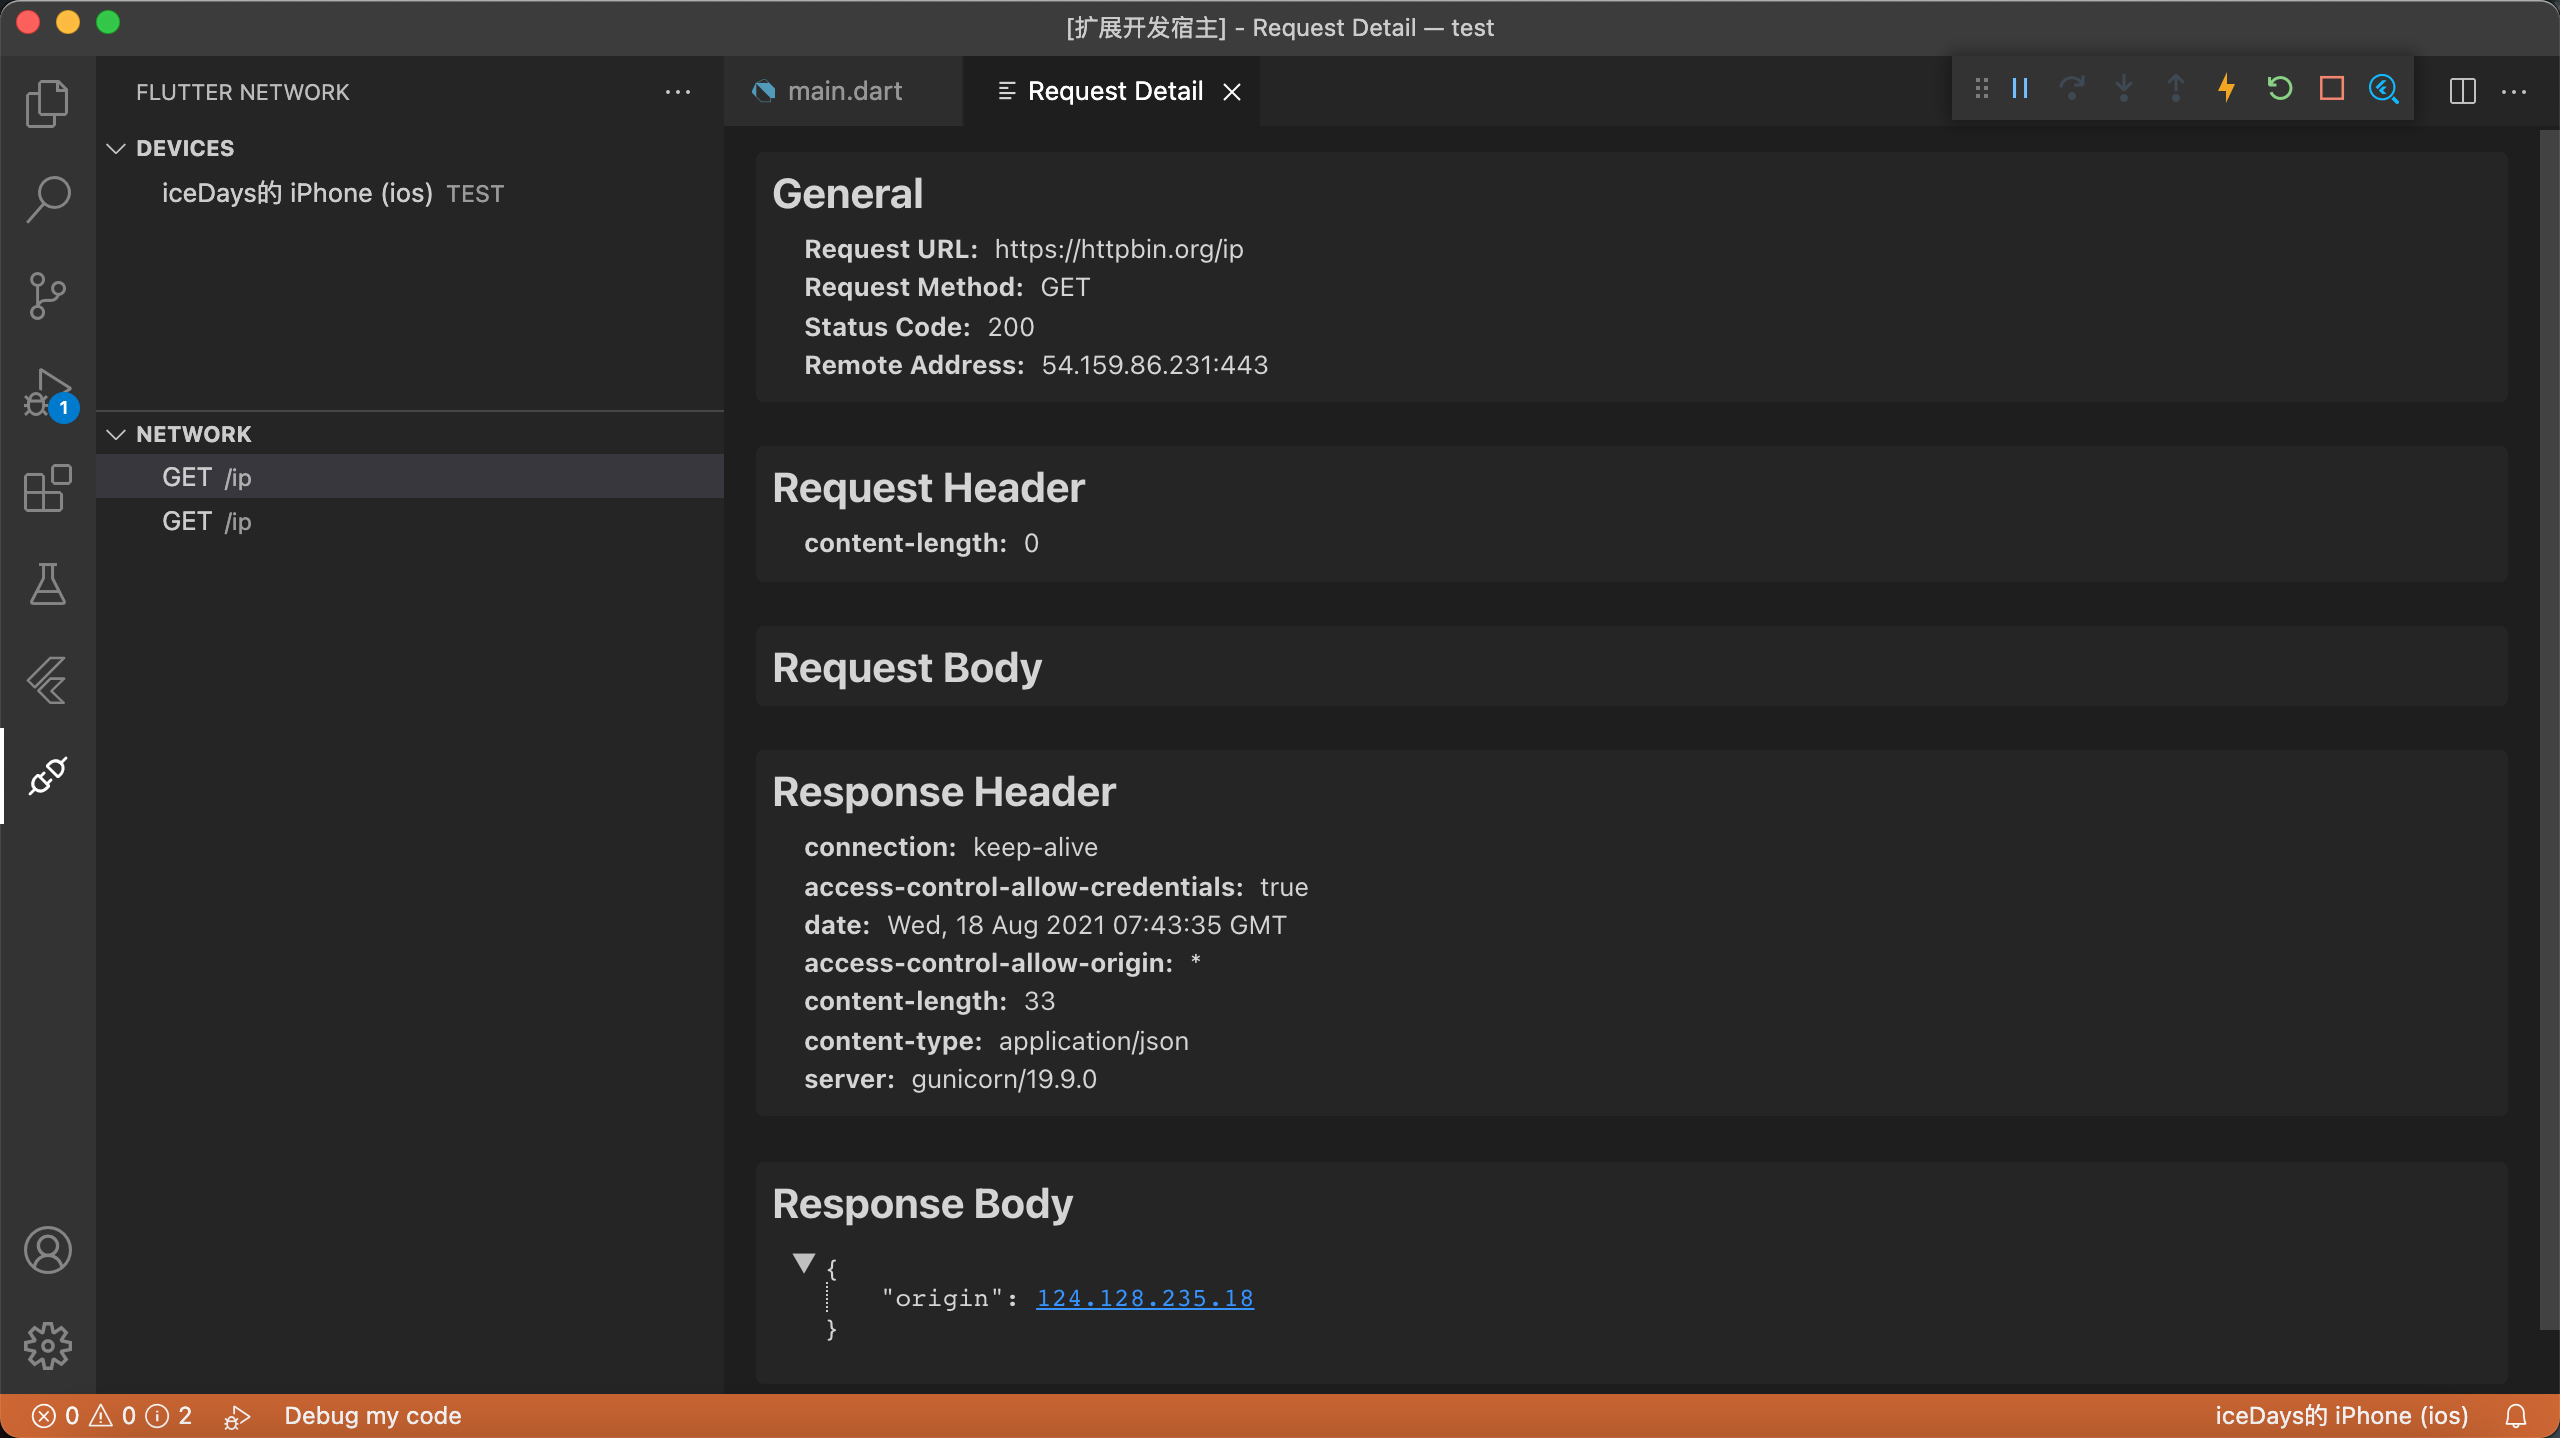 [扩展开发宿主] - Request Detail — test
FLUTTER NETWORK
DEVICES
iceDays的 iPhone (ios) TEST
1
NETWORK
GET /ip
GET /ip
main.dart
Request Detail
General
Request URL: https://httpbin.org/ip
Request Method: GET
Status Code: 200
Remote Address: 54.159.86.231:443
Request Header
content-length: 0
Request Body
Response Header
connection: keep-alive
access-control-allow-credentials: true
date: Wed, 18 Aug 2021 07:43:35 GMT
access-control-allow-origin: *
content-length: 33
content-type: application/json
server: gunicorn/19.9.0
Response Body
{
"origin": 124.128.235.18
}
0 0 2 Debug my code
iceDays的 iPhone (ios)